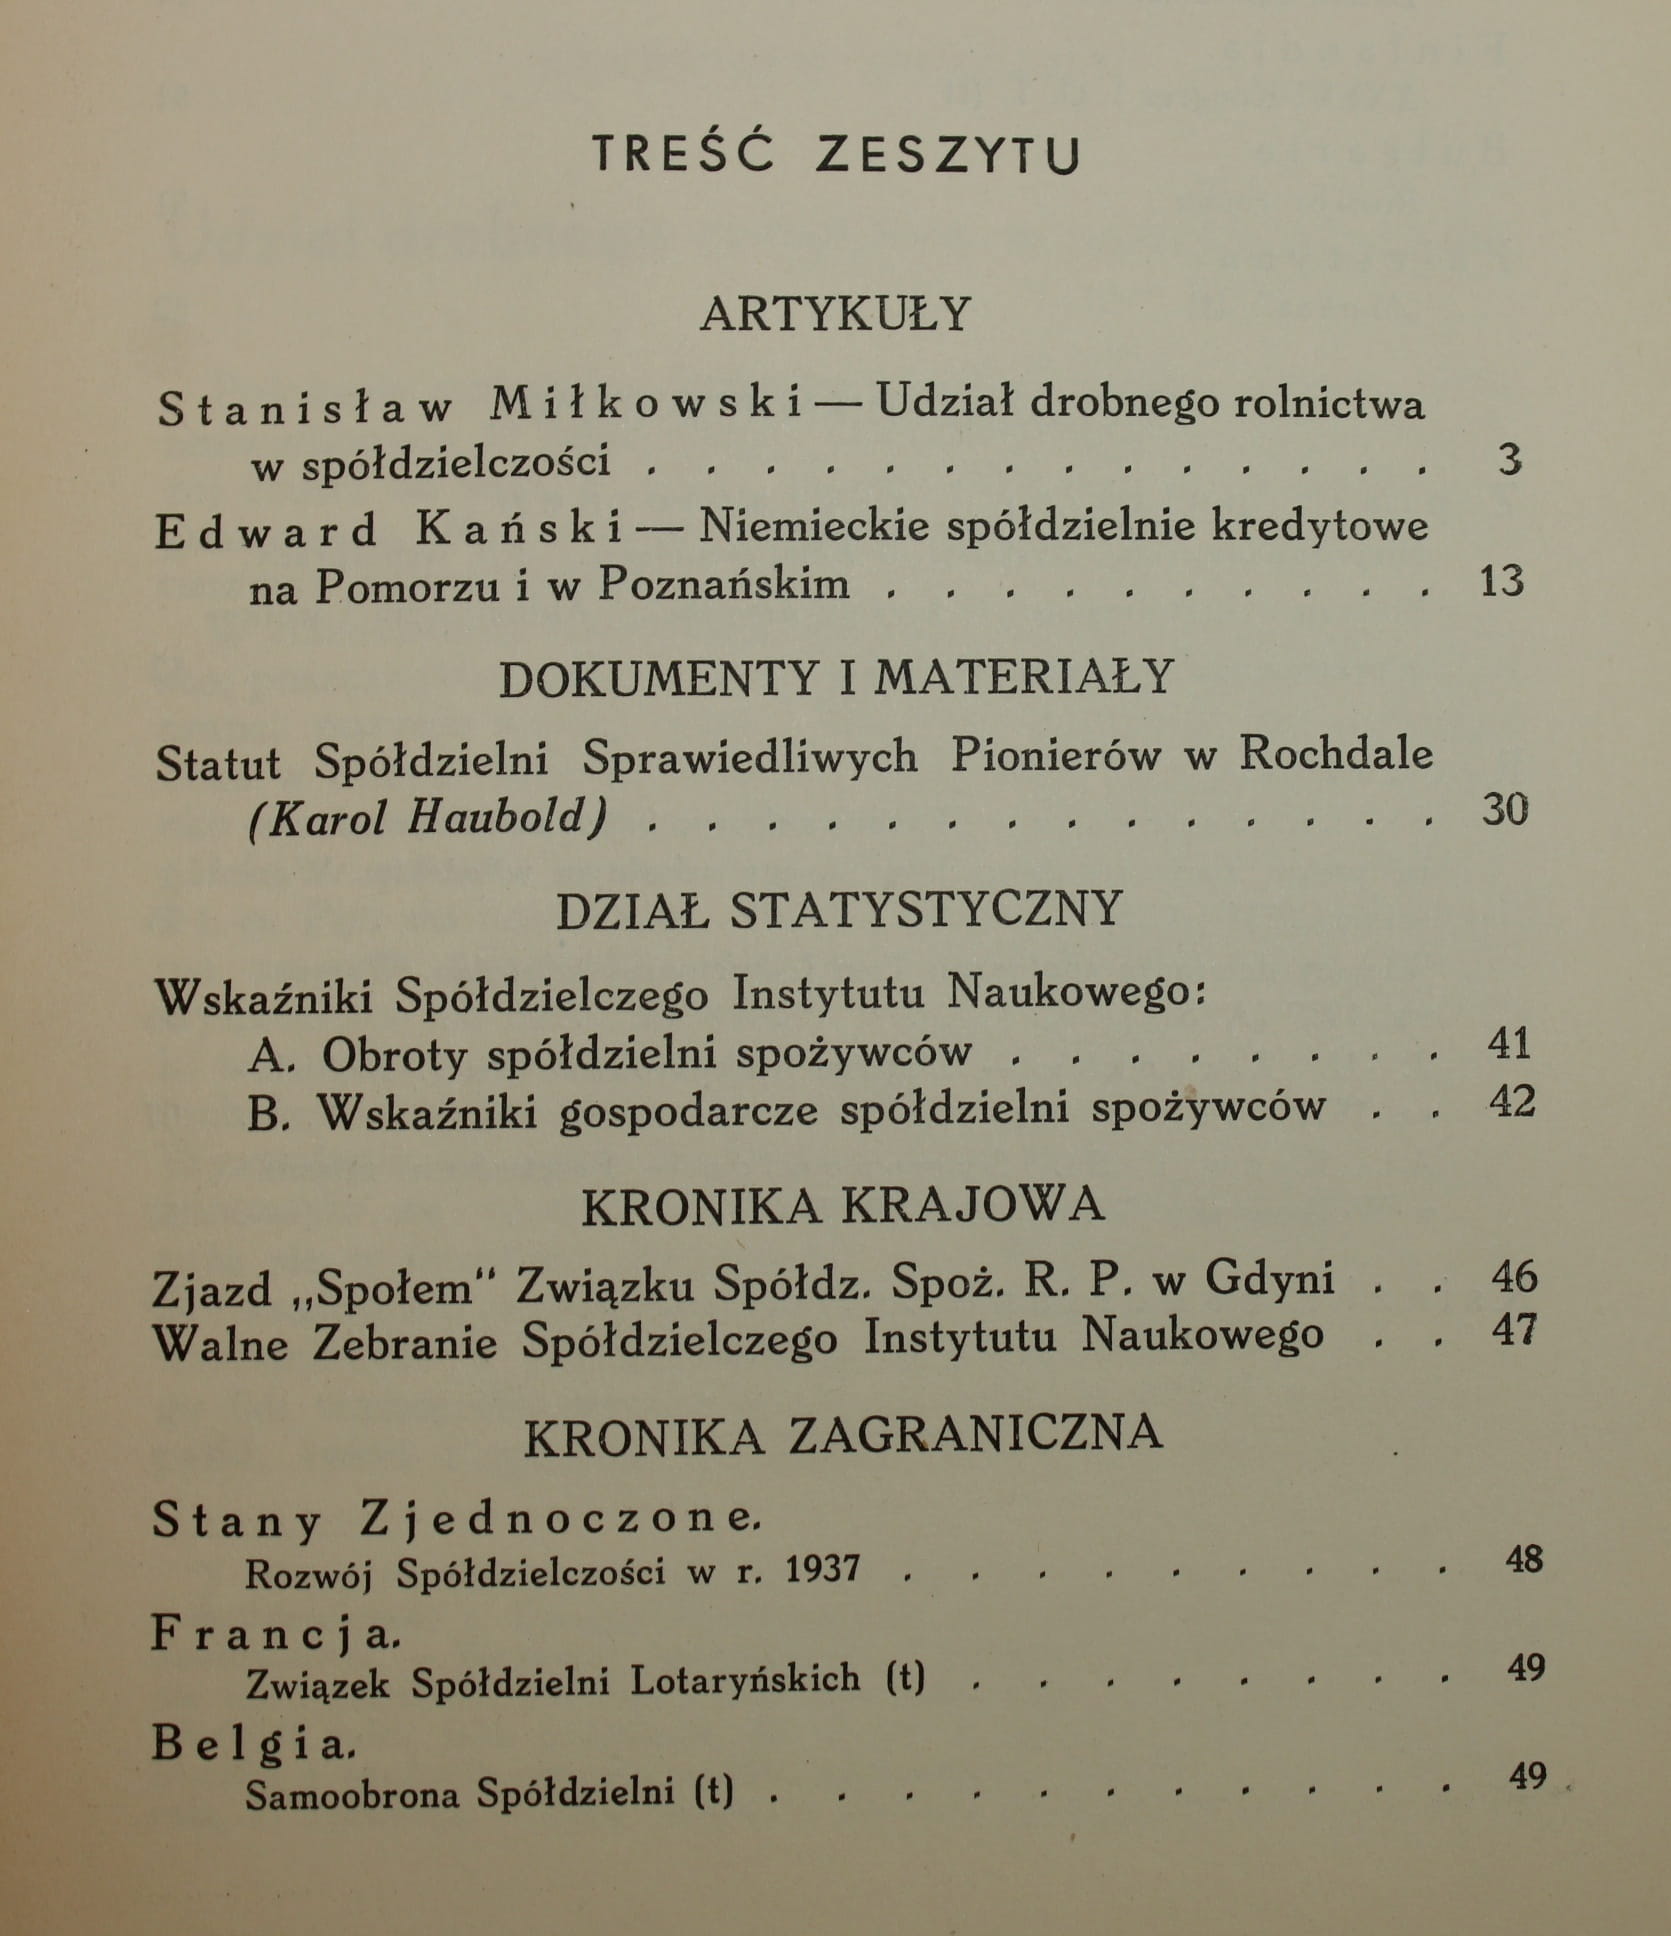 TREŚĆ ZESZYTU
ARTYKUŁY
Stanisław Miłkowski — Udział drobnego rolnictwa
w spółdzielczości . . . . . . . . . . . . . . 3
Edward Kański — Niemieckie spółdzielnie kredytowe
na Pomorzu i w Poznańskim . . . . . . . . . . 13
DOKUMENTY I MATERIAŁY
Statut Spółdzielni Sprawiedliwych Pionierów w Rochdale
(Karol Haubold) . . . . . . . . . . . . . . 30
DZIAŁ STATYSTYCZNY
Wskaźniki Spółdzielczego Instytutu Naukowego:
A. Obroty spółdzielni spożywców . . . . . . . . 41
B. Wskaźniki gospodarcze spółdzielni spożywców . . 42
KRONIKA KRAJOWA
Zjazd „Społem" Związku Spółdz. Spoż. R. P. w Gdyni . . 46
Walne Zebranie Spółdzielczego Instytutu Naukowego . . 47
KRONIKA ZAGRANICZNA
Stany Zjednoczone.
Rozwój Spółdzielczości w r. 1937 . . . . . . . . . 48
Francja.
Związek Spółdzielni Lotaryńskich (t) . . . . . . . . 49
Belgia.
Samoobrona Spółdzielni (t) . . . . . . . . . . . 49